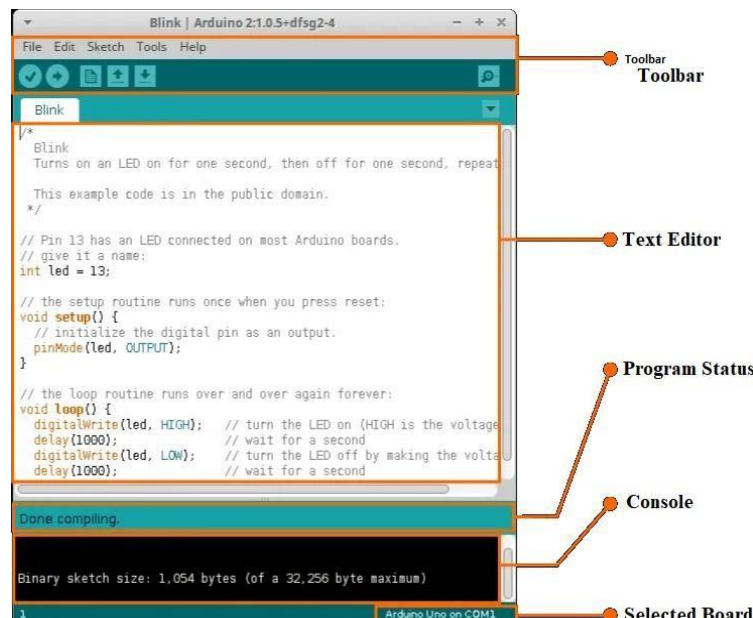 Blink | Arduino 2:1.0.5+dfsg2-4
File Edit Sketch Tools Help
Toolbar
Toolbar
Blink
/*
Blink
Turns on an LED on for one second, then off for one second, repeat
This example code is in the public domain.
*/
// Pin 13 has an LED connected on most Arduino boards.
// give it a name:
int led = 13;
Text Editor
// the setup routine runs once when you press reset:
void setup() {
// initialize the digital pin as an output.
pinMode(led, OUTPUT);
}
Program Status
// the loop routine runs over and over again forever:
void loop() {
digitalWrite(led, HIGH); // turn the LED on (HIGH is the voltage
delay(1000); // wait for a second
digitalWrite(led, LOW); // turn the LED off by making the volta
delay(1000); // wait for a second
Console
Done compiling.
Binary sketch size: 1,054 bytes (of a 32,256 byte maximum)
1
Arduino Uno on COM1
Selected Board